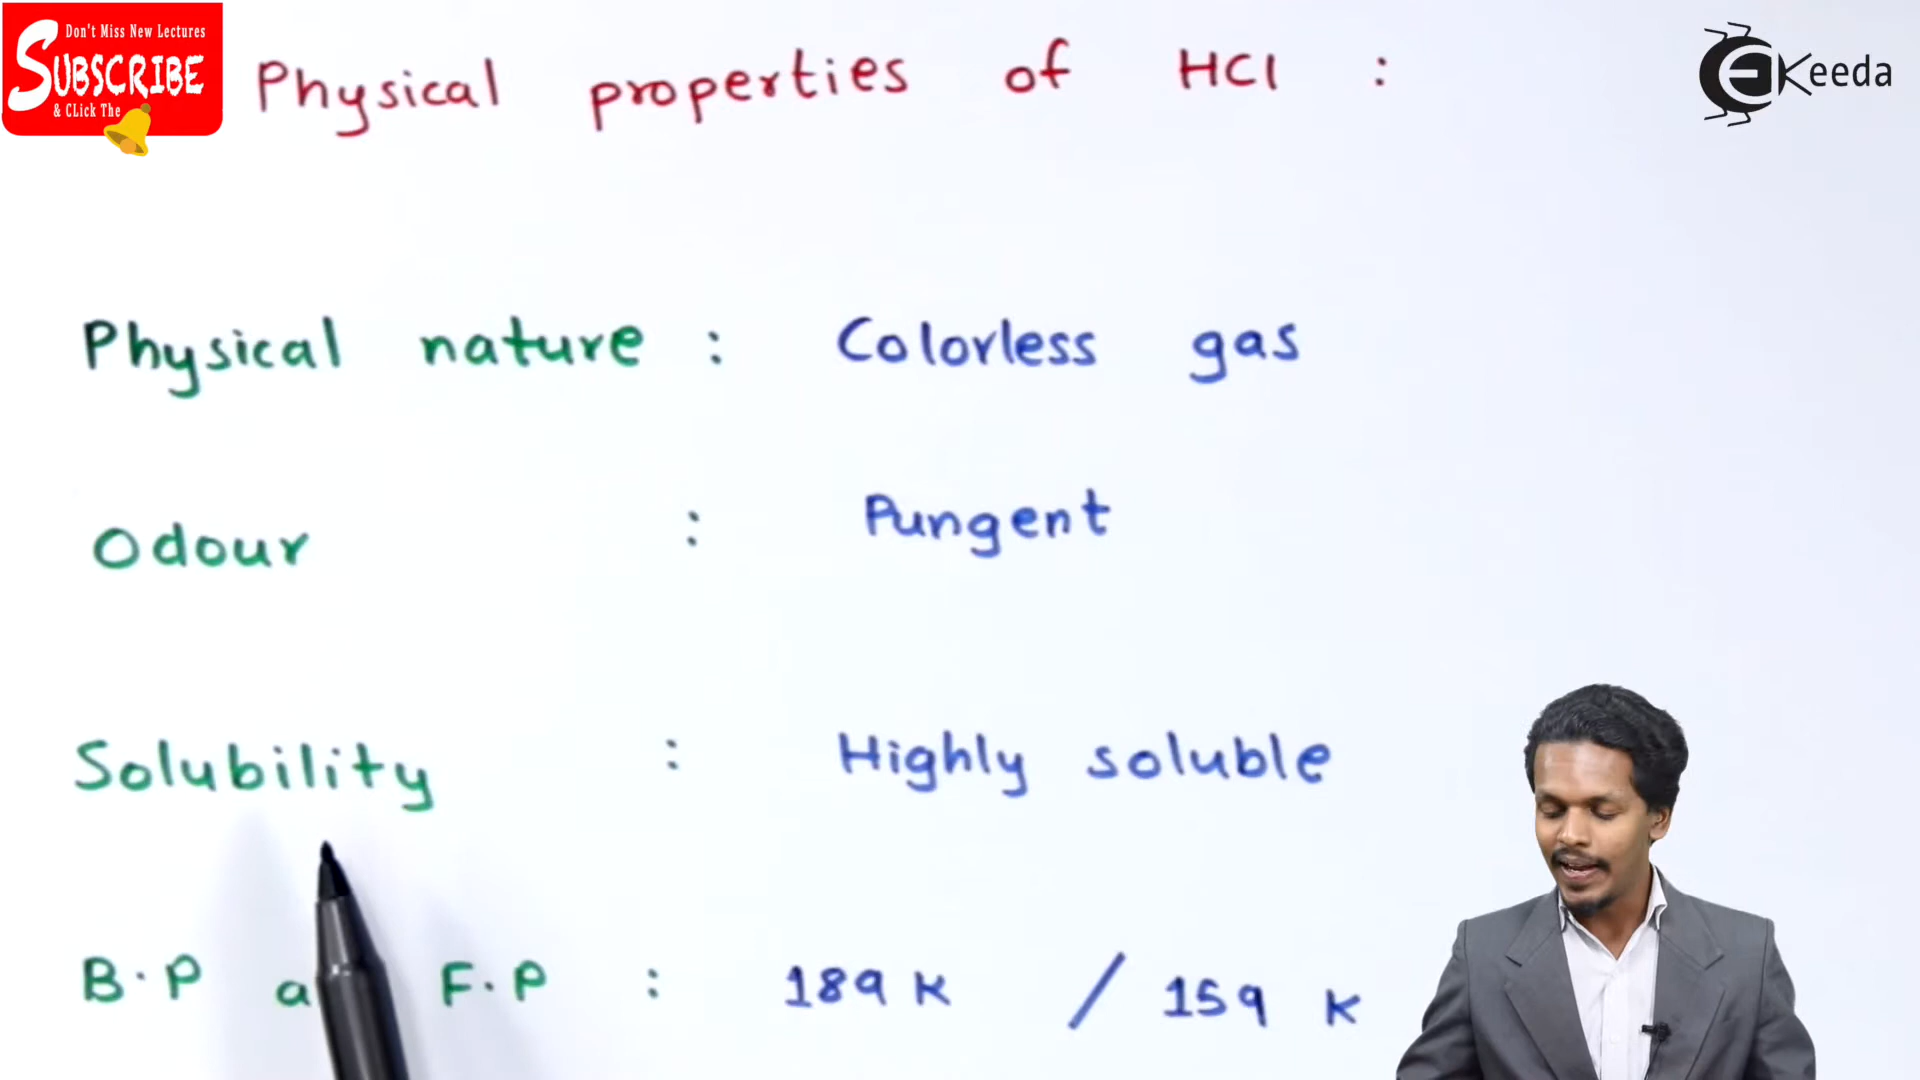 Don't Miss New Lectures
SUBSCRIBE
& CLick The
Physical properties of HCl :
EKeeda
Physical nature : Colorless gas
Odour : Pungent
Solubility : Highly soluble
B.P a F.P : 189 K / 159 K